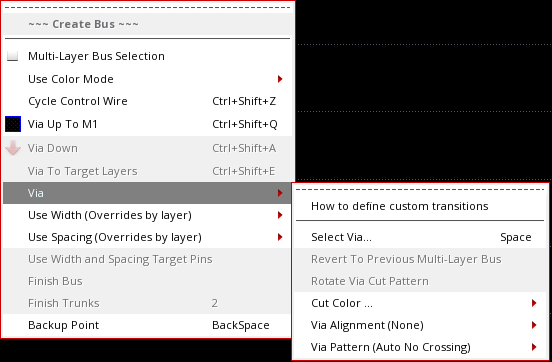 ~~~ Create Bus ~~~
Multi-Layer Bus Selection
Use Color Mode
Cycle Control Wire Ctrl+Shift+Z
Via Up To M1 Ctrl+Shift+Q
Via Down Ctrl+Shift+A
Via To Target Layers Ctrl+Shift+E
Via
Use Width (Overrides by layer)
Use Spacing (Overrides by layer)
Use Width and Spacing Target Pins
Finish Bus
Finish Trunks 2
Backup Point BackSpace
How to define custom transitions
Select Via... Space
Revert To Previous Multi-Layer Bus
Rotate Via Cut Pattern
Cut Color ...
Via Alignment (None)
Via Pattern (Auto No Crossing)